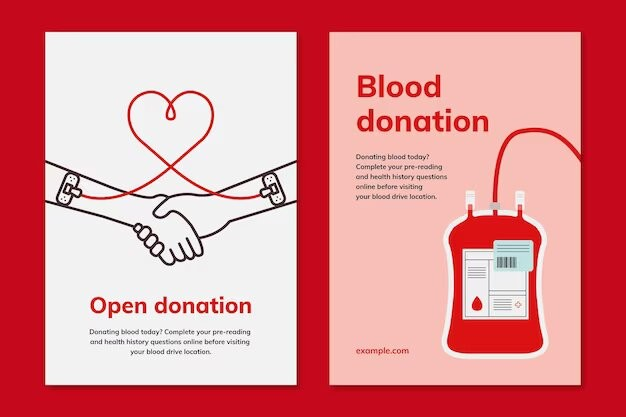 Open donation
Donating blood today? Complete your pre-reading
and health history questions online before visiting
your blood drive location.
Blood
donation
Donating blood today?
Complete your pre-reading
and health history questions
online before visiting
your blood drive location.
example.com